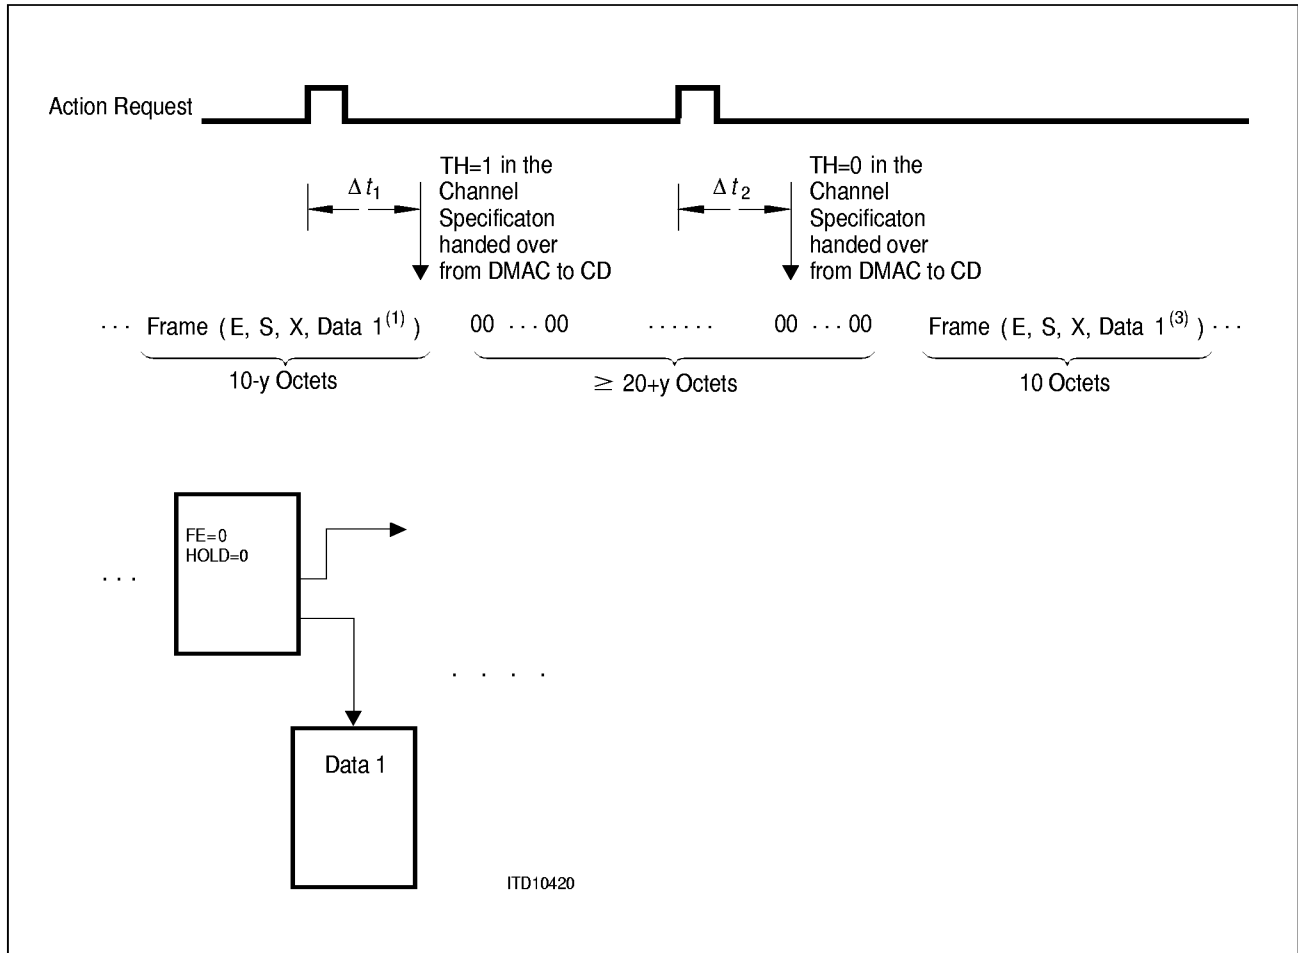 Action Request
Δ t1
TH=1 in the
Channel
Specificaton
handed over
from DMAC to CD
Δ t2
TH=0 in the
Channel
Specificaton
handed over
from DMAC to CD
··· Frame ( E, S, X, Data 1(1) ) 00 ···00 ······ 00 ···00 Frame ( E, S, X, Data 1(3) ) ···
10-y Octets ≥ 20+y Octets 10 Octets
FE=0
HOLD=0
···
· · · ·
Data 1
ITD10420